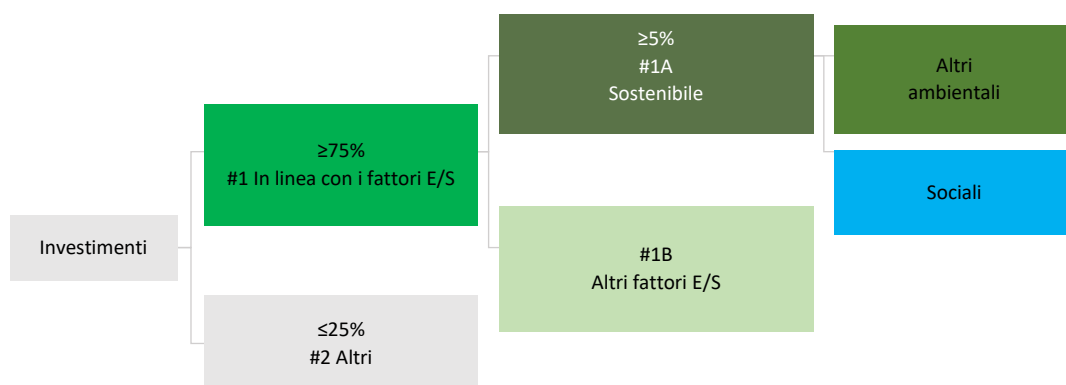 Investimenti
≥75%
#1 In linea con i fattori E/S
≤25%
#2 Altri
≥5%
#1A
Sostenibile
#1B
Altri fattori E/S
Altri
ambientali
Sociali